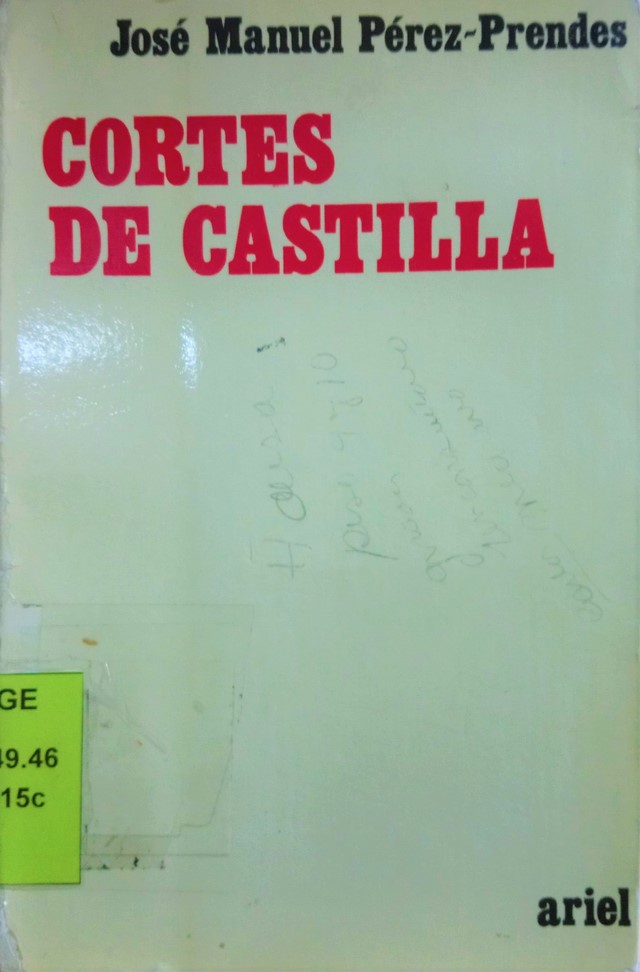 José Manuel Pérez-Prendes
CORTES
DE CASTILLA
GE
49.46
15c
ariel